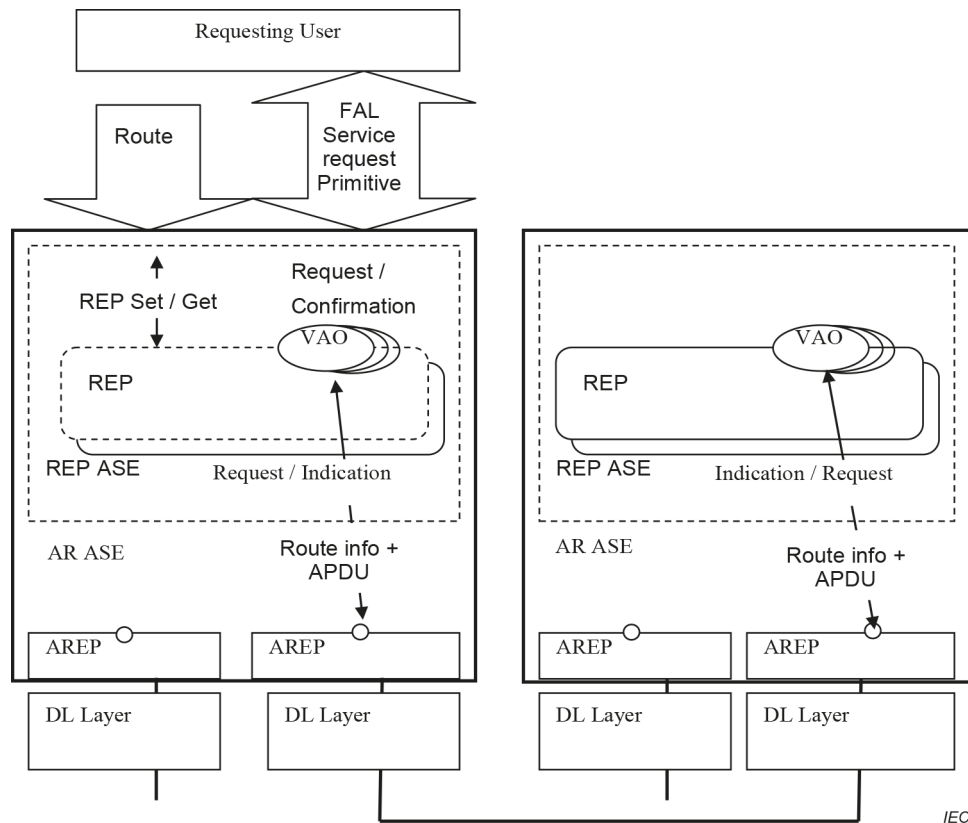 Requesting User
Route
FAL
Service
request
Primitive
REP Set / Get
Request /
Confirmation
VAO
REP
REP ASE
Request / Indication
AR ASE
Route info +
APDU
AREP
AREP
DL Layer
DL Layer
VAO
REP
REP ASE
Indication / Request
AR ASE
Route info +
APDU
AREP
AREP
DL Layer
DL Layer
IEC